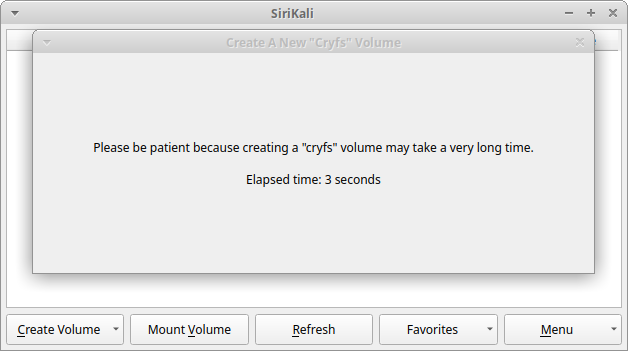 SiriKali
Create A New "Cryfs" Volume
Please be patient because creating a "cryfs" volume may take a very long time.
Elapsed time: 3 seconds
Create Volume
Mount Volume
Refresh
Favorites
Menu